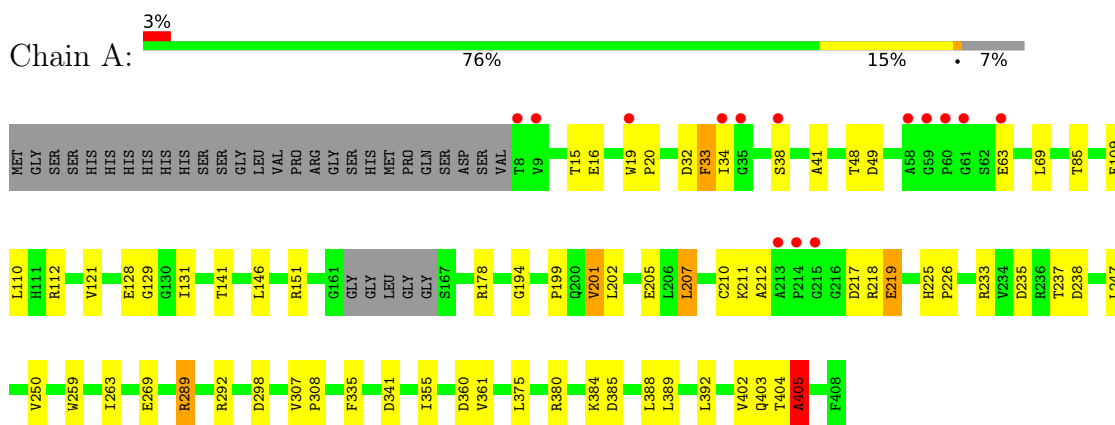 3%
Chain A:
76% 15% • 7%
MET GLY SER SER HIS HIS HIS HIS HIS HIS SER SER GLY LEU VAL PRO ARG GLY SER HIS MET PRO GLN SER ASP SER VAL T8 V9 T15 E16 W19 P20 D32 F33 I34 G35 S38 A41 T48 D49 A58 G59 P60 G61 S62 E63 L69 T85
L110 H111 R112 V121 E128 G129 G130 I131 T141 L146 R151 G161 GLY GLY LEU GLY GLY S167 R178 G194 P199 Q200 V201 L202 E205 L206 L207 C210 K211 A212 A213 P214 G215 G216 D217 R218 E219 H225 P226 R233 V234 D235 R236 T237 D238 L247
V250 W259 I263 E269 R289 R292 D298 V307 P308 F335 D341 I355 D360 V361 L375 R380 K384 D385 L388 L389 L392 V402 Q403 T404 A405 F408